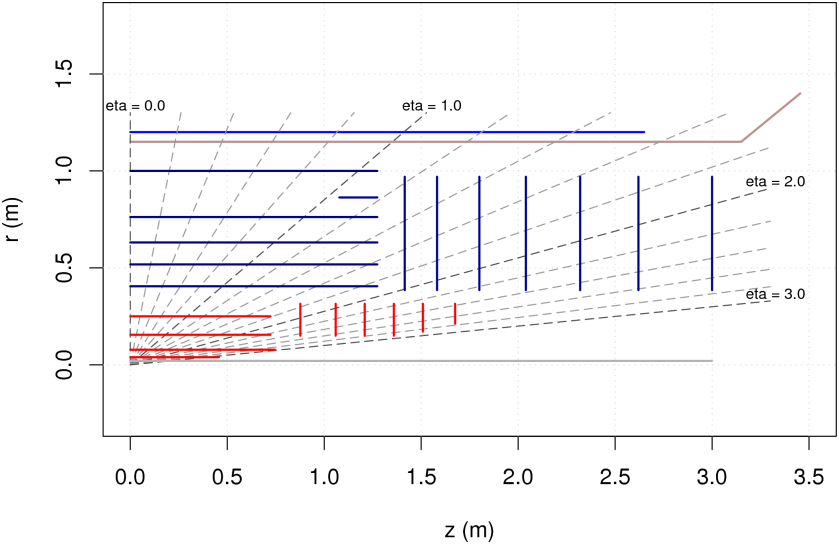 r (m)
1.5
1.0
0.5
0.0
eta = 0.0
eta = 1.0
eta = 2.0
eta = 3.0
0.0 0.5 1.0 1.5 2.0 2.5 3.0 3.5
z (m)